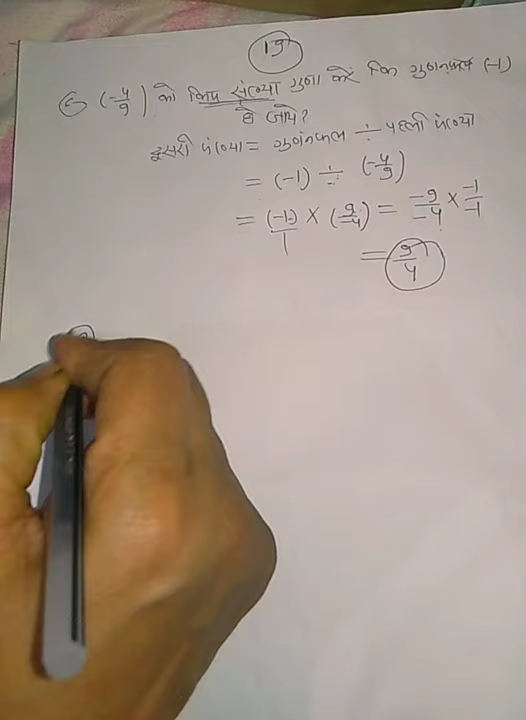 19
6 (-4/9) को किस संख्या गुणा करें कि गुणनफल (-1)
हो जाये?
दूसरी संख्या = गुणनफल ÷ पहली संख्या
= (-1) ÷ (-4/9)
= (-1)/1 × (9/-4) = -9/-4 × -1/-1
= 9/4